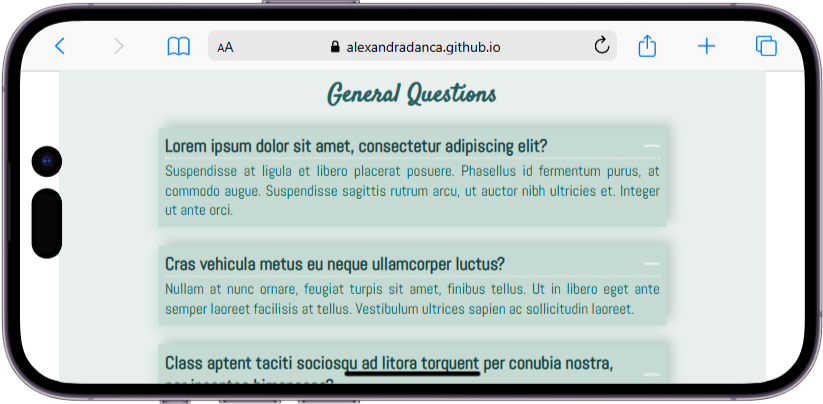 AA
alexandradanca.github.io
General Questions
Lorem ipsum dolor sit amet, consectetur adipiscing elit?
Suspendisse at ligula et libero placerat posuere. Phasellus id fermentum purus, at
commodo augue. Suspendisse sagittis rutrum arcu, ut auctor nibh ultricies et. Integer
ut ante orci.
Cras vehicula metus eu neque ullamcorper luctus?
Nullam at nunc ornare, feugiat turpis sit amet, finibus tellus. Ut in libero eget ante
semper laoreet facilisis at tellus. Vestibulum ultrices sapien ac sollicitudin laoreet.
Class aptent taciti sociosqu ad litora torquent per conubia nostra,